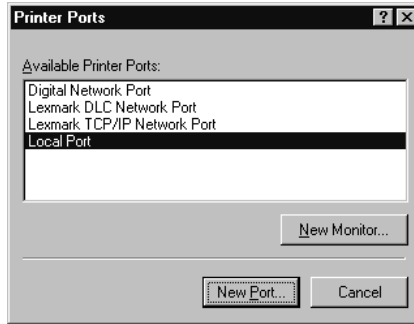 Printer Ports
Available Printer Ports:
Digital Network Port
Lexmark DLC Network Port
Lexmark TCP/IP Network Port
Local Port
New Monitor...
New Port...
Cancel